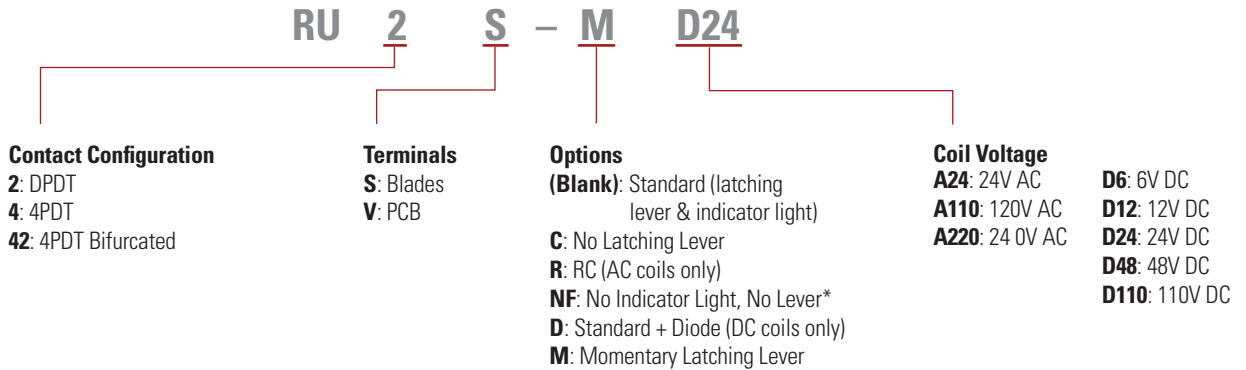 RU 2 S – M D24
Contact Configuration
2: DPDT
4: 4PDT
42: 4PDT Bifurcated
Terminals
S: Blades
V: PCB
Options
(Blank): Standard (latching
lever & indicator light)
C: No Latching Lever
R: RC (AC coils only)
NF: No Indicator Light, No Lever*
D: Standard + Diode (DC coils only)
M: Momentary Latching Lever
Coil Voltage
A24: 24V AC
A110: 120V AC
A220: 24 0V AC
D6: 6V DC
D12: 12V DC
D24: 24V DC
D48: 48V DC
D110: 110V DC